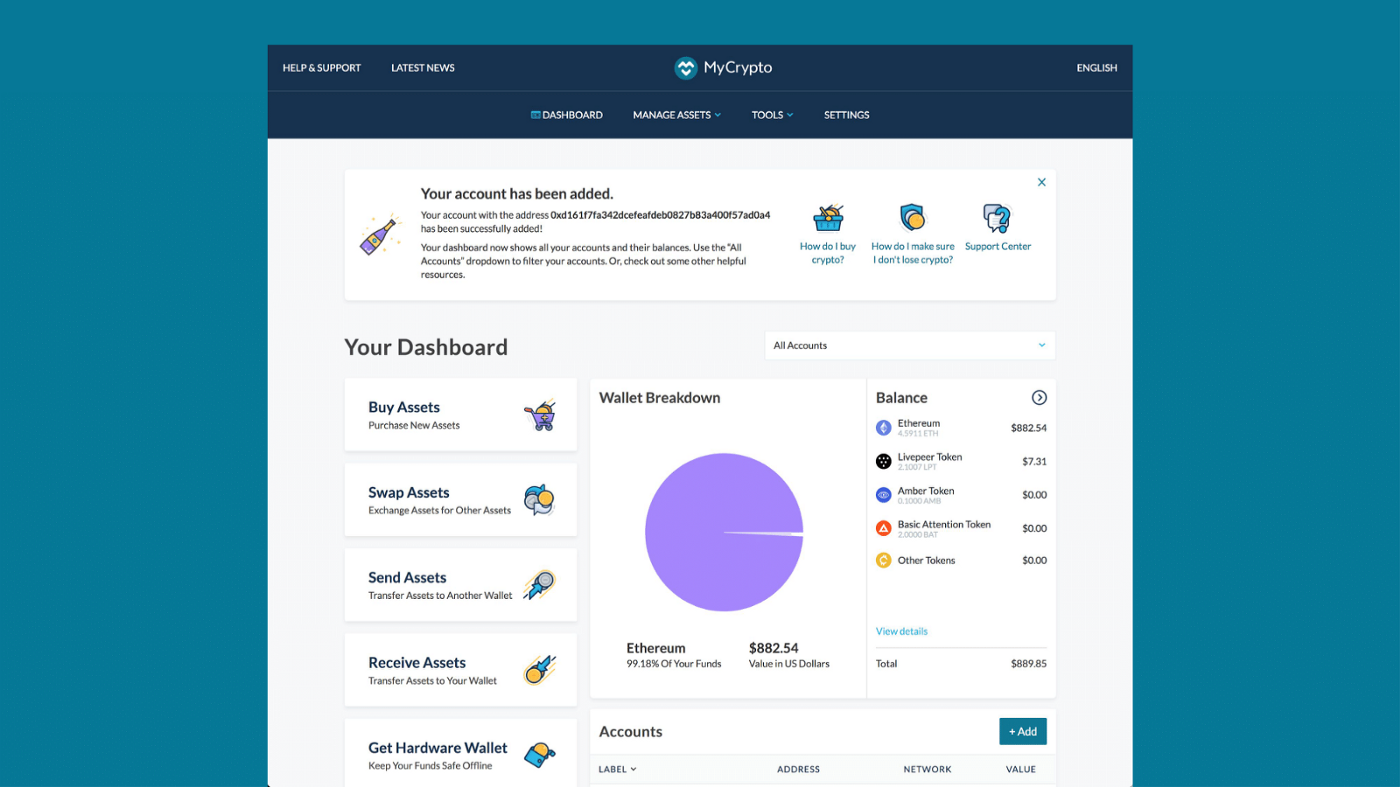 HELP & SUPPORT
LATEST NEWS
MyCrypto
ENGLISH
DASHBOARD
MANAGE ASSETS
TOOLS
SETTINGS
Your account has been added.
Your account with the address 0xd161f7fa342dcefeafdeb0827b83a400f57ad0a4
has been successfully added!
Your dashboard now shows all your accounts and their balances. Use the "All
Accounts" dropdown to filter your accounts. Or, check out some other helpful
resources.
How do I buy
crypto?
How do I make sure
I don't lose crypto?
Support Center
Your Dashboard
All Accounts
Buy Assets
Purchase New Assets
Swap Assets
Exchange Assets for Other Assets
Send Assets
Transfer Assets to Another Wallet
Receive Assets
Transfer Assets to Your Wallet
Get Hardware Wallet
Keep Your Funds Safe Offline
Wallet Breakdown
Ethereum
99.18% Of Your Funds
$882.54
Value in US Dollars
Balance
Ethereum
4.5911 ETH
$882.54
Livepeer Token
2.1007 LPT
$7.31
Amber Token
0.1000 AMB
$0.00
Basic Attention Token
2.0000 BAT
$0.00
Other Tokens
$0.00
View details
Total
$889.85
Accounts
+ Add
LABEL
ADDRESS
NETWORK
VALUE